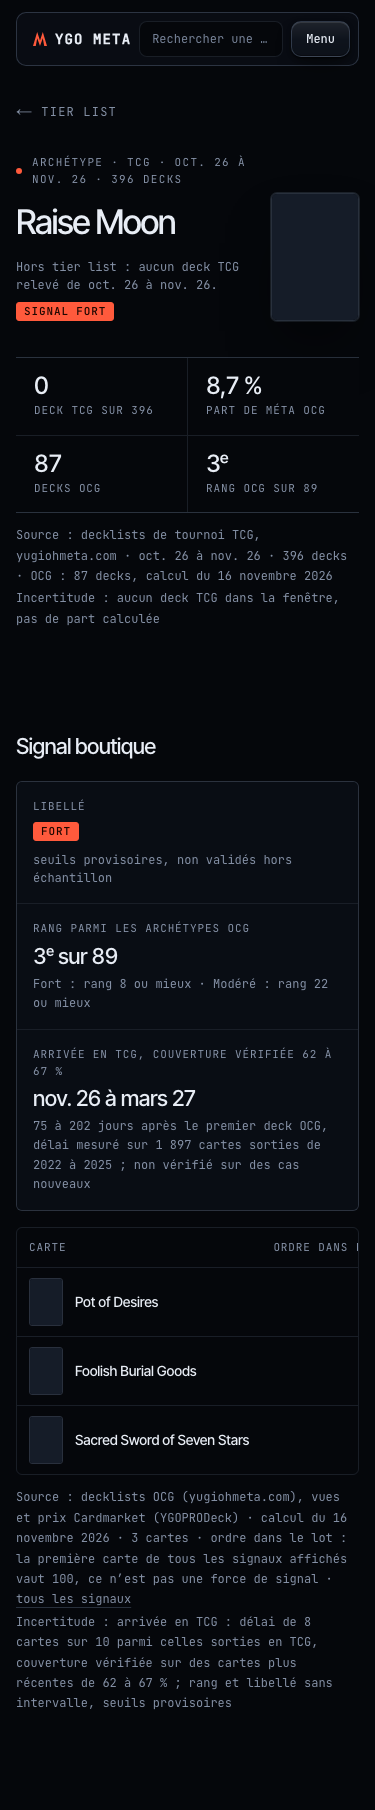 YGO META
Rechercher une …
Menu
← TIER LIST
ARCHÉTYPE · TCG · OCT. 26 À
NOV. 26 · 396 DECKS
Raise Moon
Hors tier list : aucun deck TCG
relevé de oct. 26 à nov. 26.
SIGNAL FORT
0
DECK TCG SUR 396
8,7 %
PART DE MÉTA OCG
87
DECKS OCG
3e
RANG OCG SUR 89
Source : decklists de tournoi TCG,
yugiohmeta.com · oct. 26 à nov. 26 · 396 decks
· OCG : 87 decks, calcul du 16 novembre 2026
Incertitude : aucun deck TCG dans la fenêtre,
pas de part calculée
Signal boutique
LIBELLÉ
FORT
seuils provisoires, non validés hors
échantillon
RANG PARMI LES ARCHÉTYPES OCG
3e sur 89
Fort : rang 8 ou mieux · Modéré : rang 22
ou mieux
ARRIVÉE EN TCG, COUVERTURE VÉRIFIÉE 62 À
67 %
nov. 26 à mars 27
75 à 202 jours après le premier deck OCG,
délai mesuré sur 1 897 cartes sorties de
2022 à 2025 ; non vérifié sur des cas
nouveaux
CARTE
ORDRE DANS
Pot of Desires
Foolish Burial Goods
Sacred Sword of Seven Stars
Source : decklists OCG (yugiohmeta.com), vues
et prix Cardmarket (YGOPRODeck) · calcul du 16
novembre 2026 · 3 cartes · ordre dans le lot :
la première carte de tous les signaux affichés
vaut 100, ce n’est pas une force de signal ·
tous les signaux
Incertitude : arrivée en TCG : délai de 8
cartes sur 10 parmi celles sorties en TCG,
couverture vérifiée sur des cartes plus
récentes de 62 à 67 % ; rang et libellé sans
intervalle, seuils provisoires